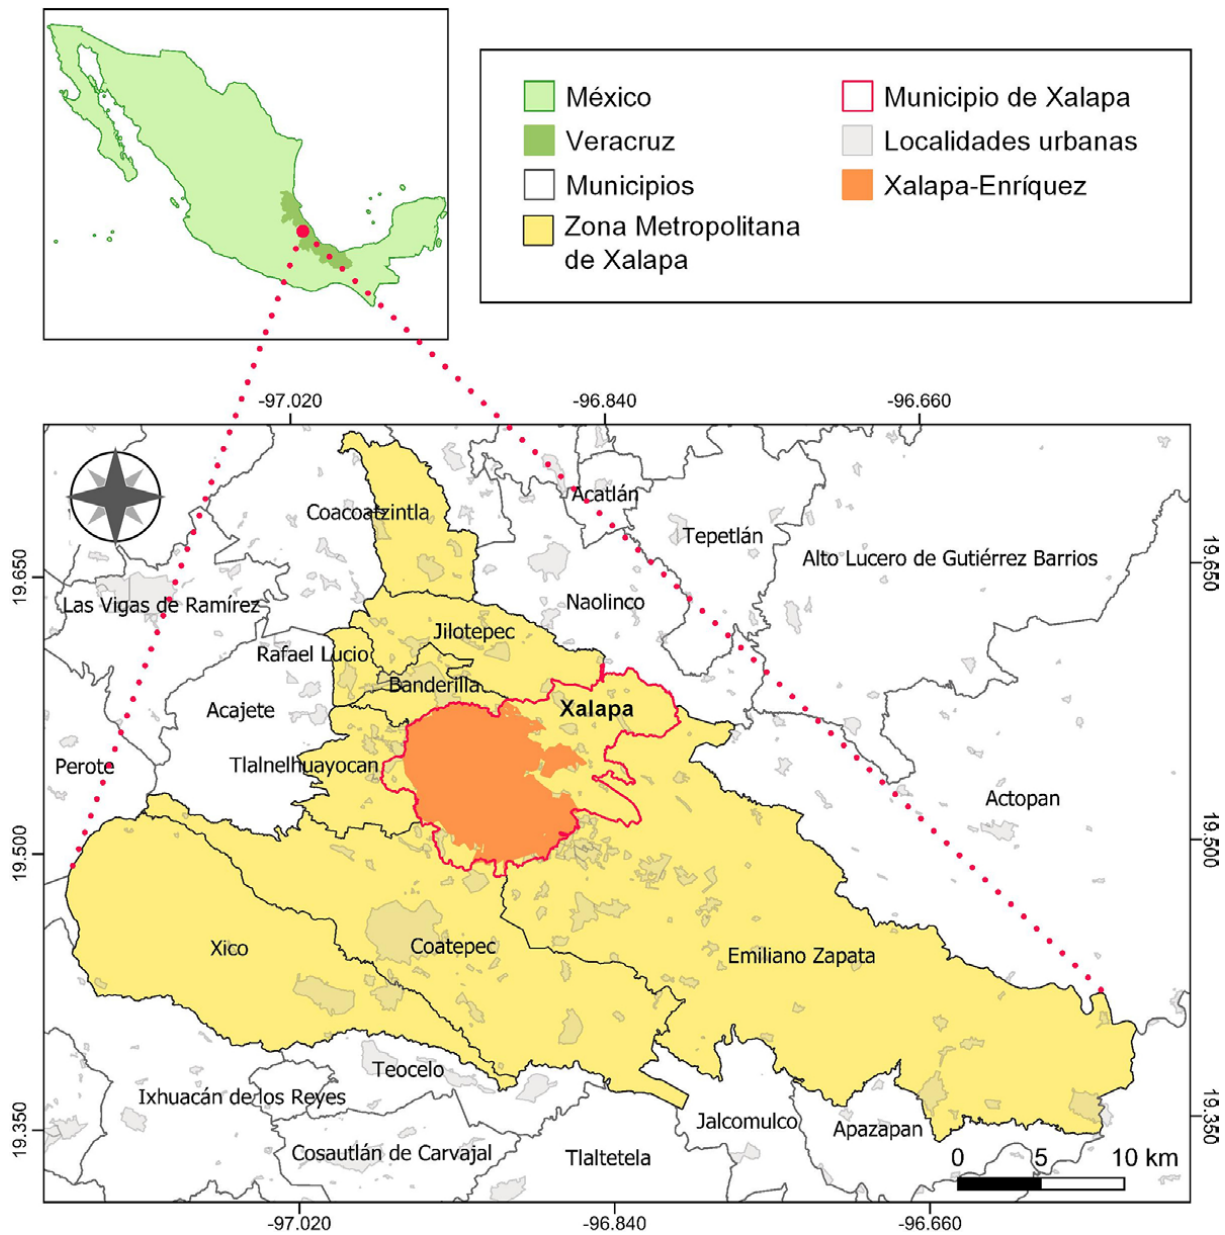 México
Veracruz
Municipios
Zona Metropolitana
de Xalapa
Municipio de Xalapa
Localidades urbanas
Xalapa-Enríquez
-97.020
-96.840
-96.660
Coacoatzintla
Acatlán
Tepetlán
Alto Lucero de Gutiérrez Barrios
19.650
19.650
Las Vigas de Ramírez
Naolinco
Jilotepec
Rafael Lucio
Banderilla
Acajete
Xalapa
Perote
Tlalnelhuayocan
Actopan
19.500
19.500
Xico
Coatepec
Emiliano Zapata
Teocelo
Ixhuacán de los Reyes
19.350
19.350
Jalcomulco
Apazapan
Cosautlán de Carvajal
Tlaltetela
0 5 10 km
-97.020
-96.840
-96.660